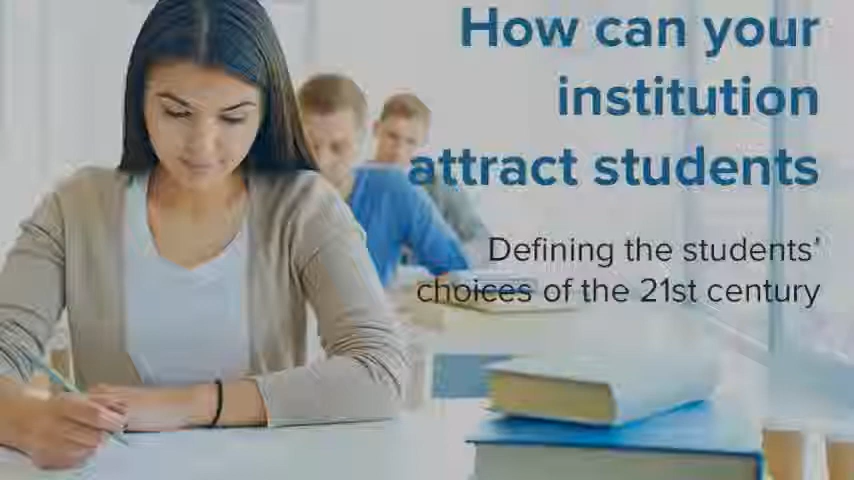 How can your
institution
attract students
Defining the students'
choices of the 21st century